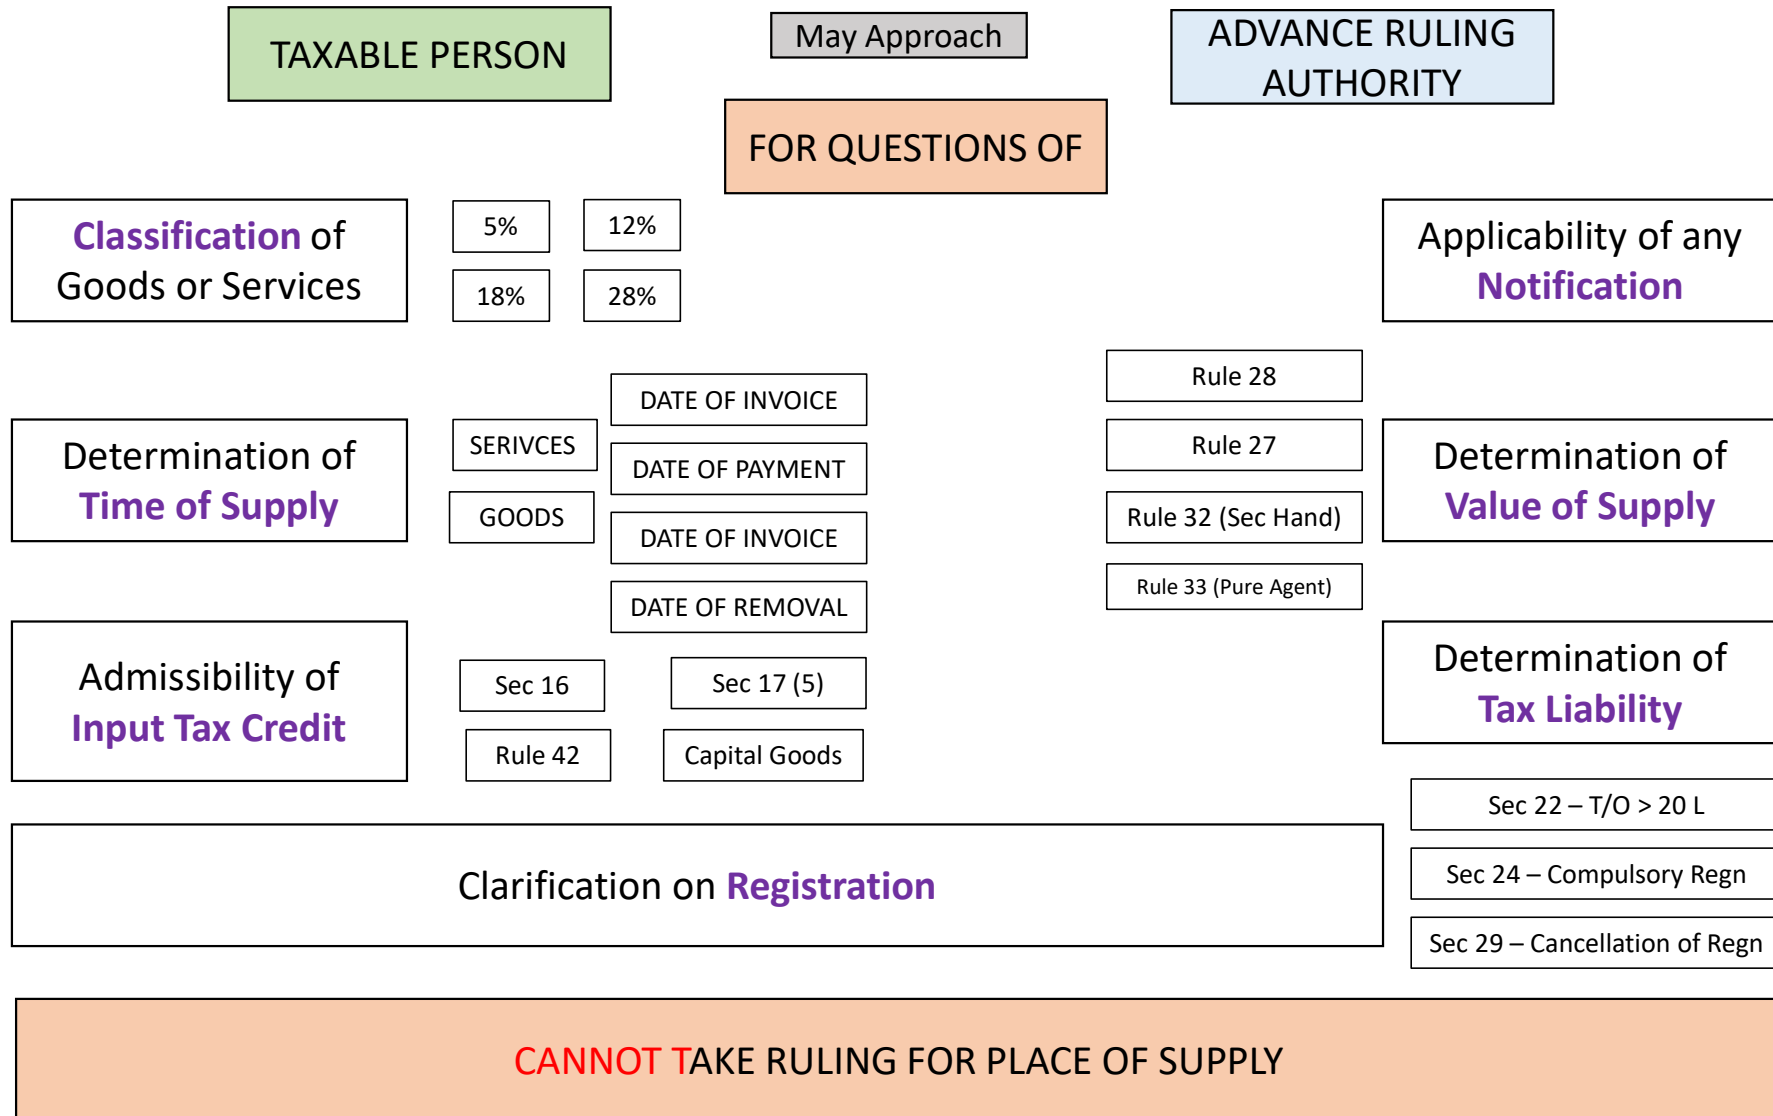 TAXABLE PERSON
May Approach
ADVANCE RULING
AUTHORITY
FOR QUESTIONS OF
Classification of
Goods or Services
5%
12%
18%
28%
Applicability of any
Notification
Determination of
Time of Supply
SERIVCES
GOODS
DATE OF INVOICE
DATE OF PAYMENT
DATE OF INVOICE
DATE OF REMOVAL
Rule 28
Rule 27
Rule 32 (Sec Hand)
Rule 33 (Pure Agent)
Determination of
Value of Supply
Admissibility of
Input Tax Credit
Sec 16
Sec 17 (5)
Rule 42
Capital Goods
Determination of
Tax Liability
Clarification on Registration
Sec 22 – T/O > 20 L
Sec 24 – Compulsory Regn
Sec 29 – Cancellation of Regn
CANNOT TAKE RULING FOR PLACE OF SUPPLY